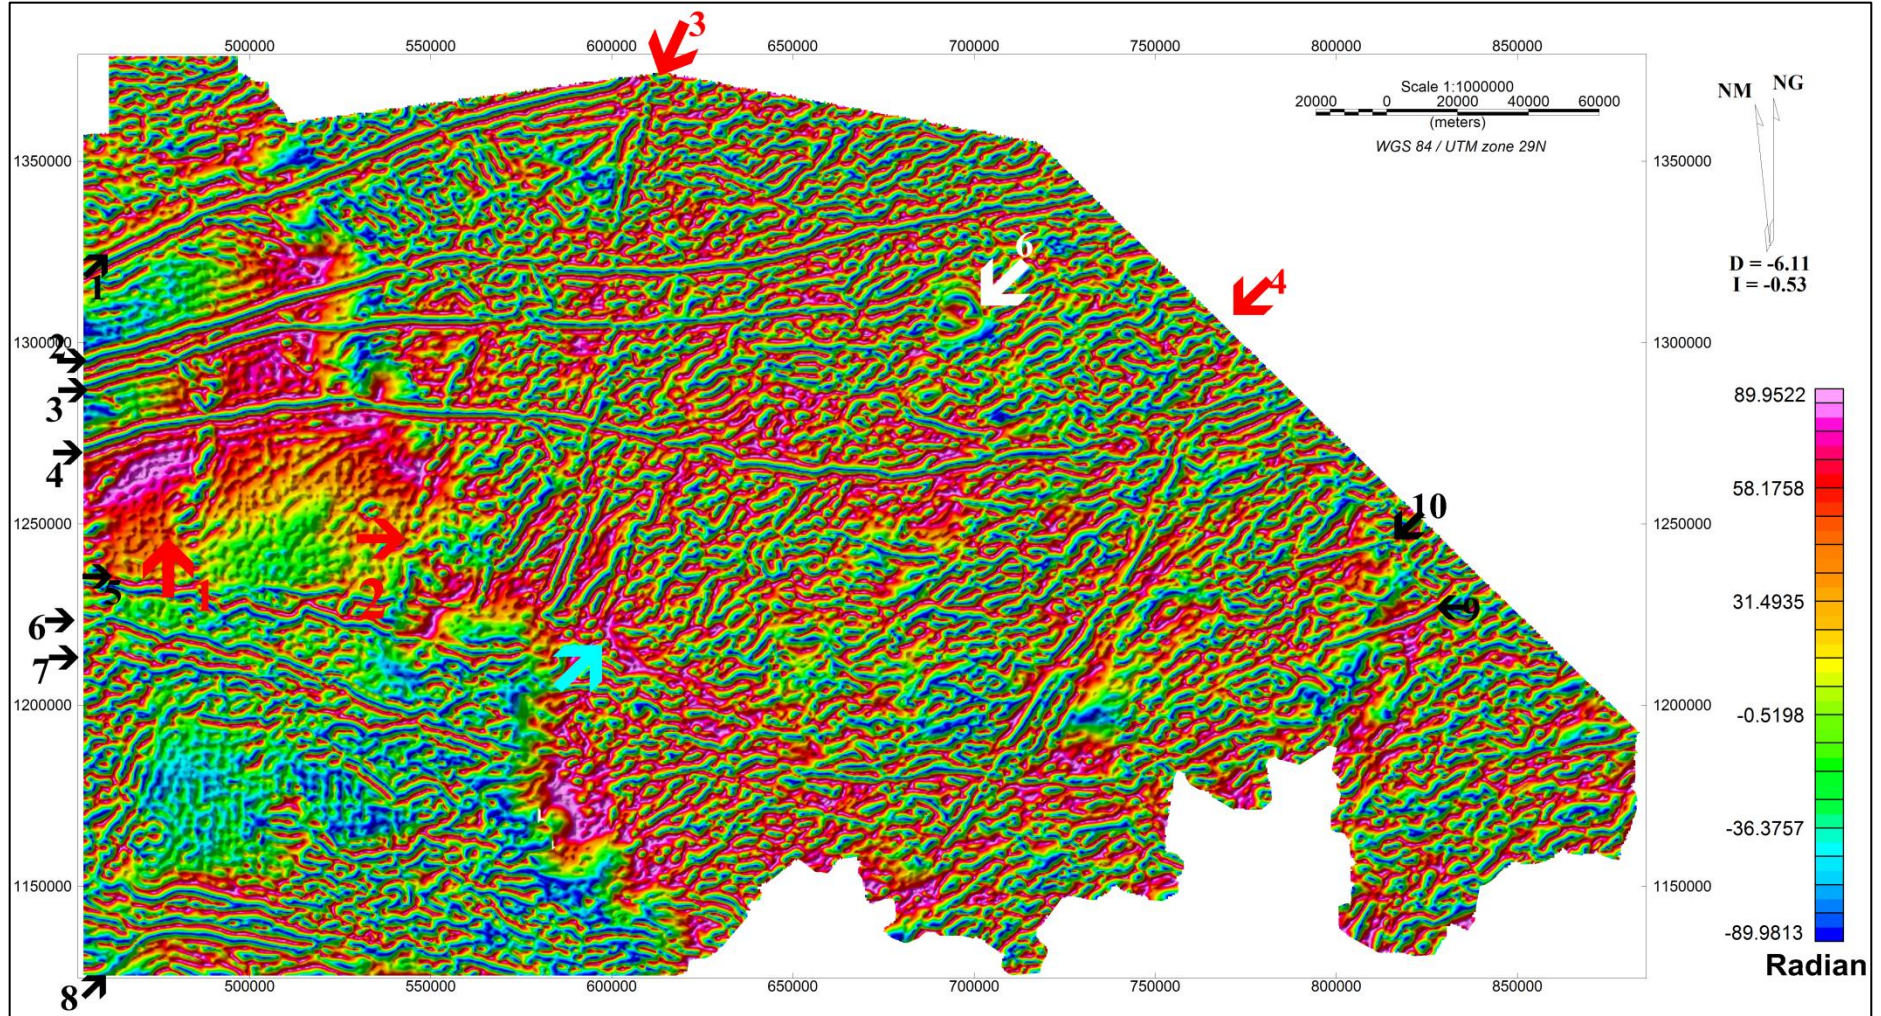 3
500000 550000 600000 650000 700000 750000 800000 850000
Scale 1:1000000
20000 0 20000 40000 60000
(meters)
WGS 84 / UTM zone 29N
NM NG
D = -6.11
I = -0.53
1350000 1350000
6
4
1
2
1300000 1300000
3
4
10
1250000 1250000
5 1 2
9
6
7
1200000 1200000
1150000 1150000
8
500000 550000 600000 650000 700000 750000 800000 850000
89.9522
58.1758
31.4935
-0.5198
-36.3757
-89.9813
Radian